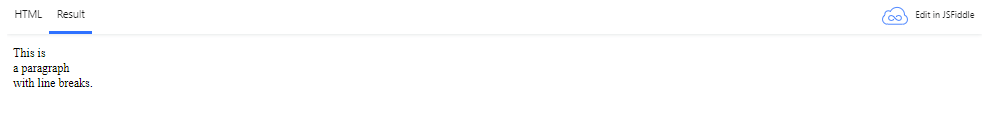 HTML Result Edit in JSFiddle
This is
a paragraph
with line breaks.